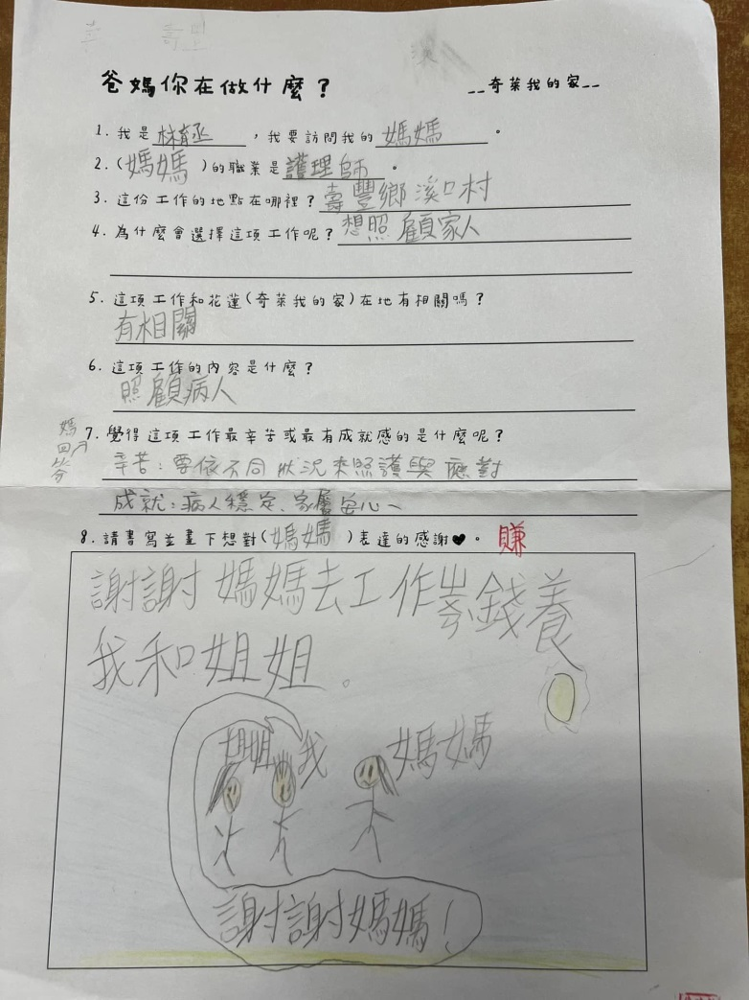 爸媽你在做什麼？ __奇萊我的家__
1. 我是林育丞，我要訪問我的媽媽。
2. (媽媽)的職業是護理師。
3. 這份工作的地點在哪裡？壽豐鄉溪口村
4. 為什麼會選擇這項工作呢？想照顧家人
5. 這項工作和花蓮(奇萊我的家)在地有相關嗎？
有相關
6. 這項工作的內容是什麼？
照顧病人
7. 覺得這項工作最辛苦或最有成就感的是什麼呢？
媽回答
辛苦：要依不同狀況來照護與應對
成就：病人穩定、家屬安心~
8. 請書寫並畫下想對(媽媽)表達的感謝♥。 賺
謝謝媽媽去工作 錢養
我和姐姐。
姐姐 我 媽媽
謝謝媽媽！